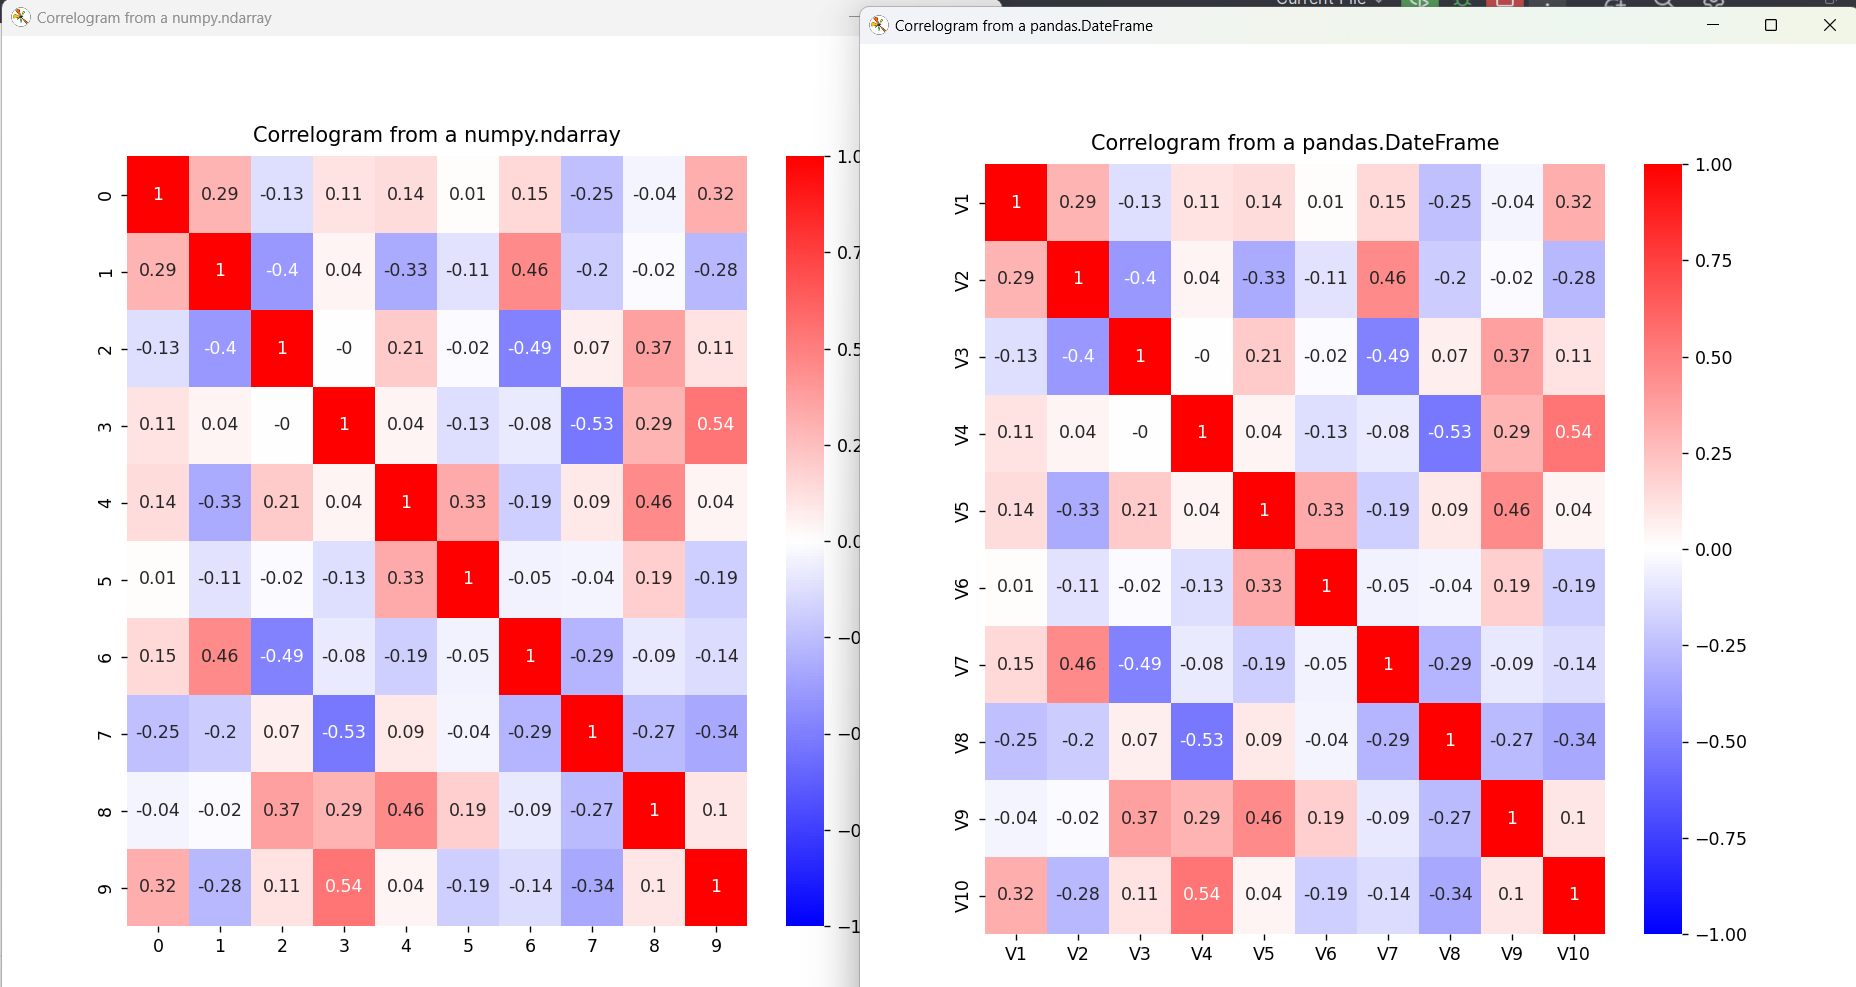 Correlogram from a numpy.ndarray
Correlogram from a numpy.ndarray
0 1 0.29 -0.13 0.11 0.14 0.01 0.15 -0.25 -0.04 0.32
1 0.29 1 -0.4 0.04 -0.33 -0.11 0.46 -0.2 -0.02 -0.28
2 -0.13 -0.4 1 -0 0.21 -0.02 -0.49 0.07 0.37 0.11
3 0.11 0.04 -0 1 0.04 -0.13 -0.08 -0.53 0.29 0.54
4 0.14 -0.33 0.21 0.04 1 0.33 -0.19 0.09 0.46 0.04
5 0.01 -0.11 -0.02 -0.13 0.33 1 -0.05 -0.04 0.19 -0.19
6 0.15 0.46 -0.49 -0.08 -0.19 -0.05 1 -0.29 -0.09 -0.14
7 -0.25 -0.2 0.07 -0.53 0.09 -0.04 -0.29 1 -0.27 -0.34
8 -0.04 -0.02 0.37 0.29 0.46 0.19 -0.09 -0.27 1 0.1
9 0.32 -0.28 0.11 0.54 0.04 -0.19 -0.14 -0.34 0.1 1
0 1 2 3 4 5 6 7 8 9
Correlogram from a pandas.DateFrame
Correlogram from a pandas.DateFrame
V1 1 0.29 -0.13 0.11 0.14 0.01 0.15 -0.25 -0.04 0.32
V2 0.29 1 -0.4 0.04 -0.33 -0.11 0.46 -0.2 -0.02 -0.28
V3 -0.13 -0.4 1 -0 0.21 -0.02 -0.49 0.07 0.37 0.11
V4 0.11 0.04 -0 1 0.04 -0.13 -0.08 -0.53 0.29 0.54
V5 0.14 -0.33 0.21 0.04 1 0.33 -0.19 0.09 0.46 0.04
V6 0.01 -0.11 -0.02 -0.13 0.33 1 -0.05 -0.04 0.19 -0.19
V7 0.15 0.46 -0.49 -0.08 -0.19 -0.05 1 -0.29 -0.09 -0.14
V8 -0.25 -0.2 0.07 -0.53 0.09 -0.04 -0.29 1 -0.27 -0.34
V9 -0.04 -0.02 0.37 0.29 0.46 0.19 -0.09 -0.27 1 0.1
V10 0.32 -0.28 0.11 0.54 0.04 -0.19 -0.14 -0.34 0.1 1
V1 V2 V3 V4 V5 V6 V7 V8 V9 V10
1.00
0.75
0.50
0.25
0.00
−0.25
−0.50
−0.75
−1.00